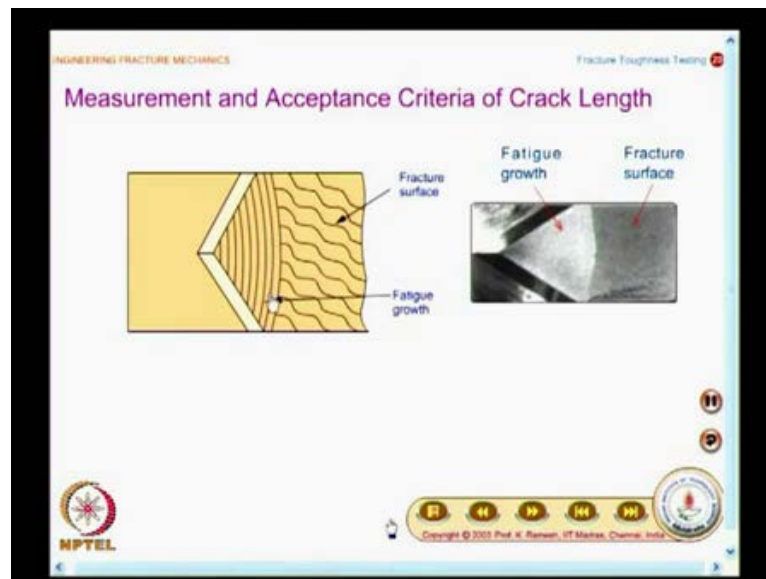 ENGINEERING FRACTURE MECHANICS
Fracture Toughness Testing 20
Measurement and Acceptance Criteria of Crack Length
Fracture
surface
Fatigue
growth
Fatigue
growth
Fracture
surface
NPTEL
Copyright © 2003 Prof. K. Ramesh, IIT Madras, Chennai, India